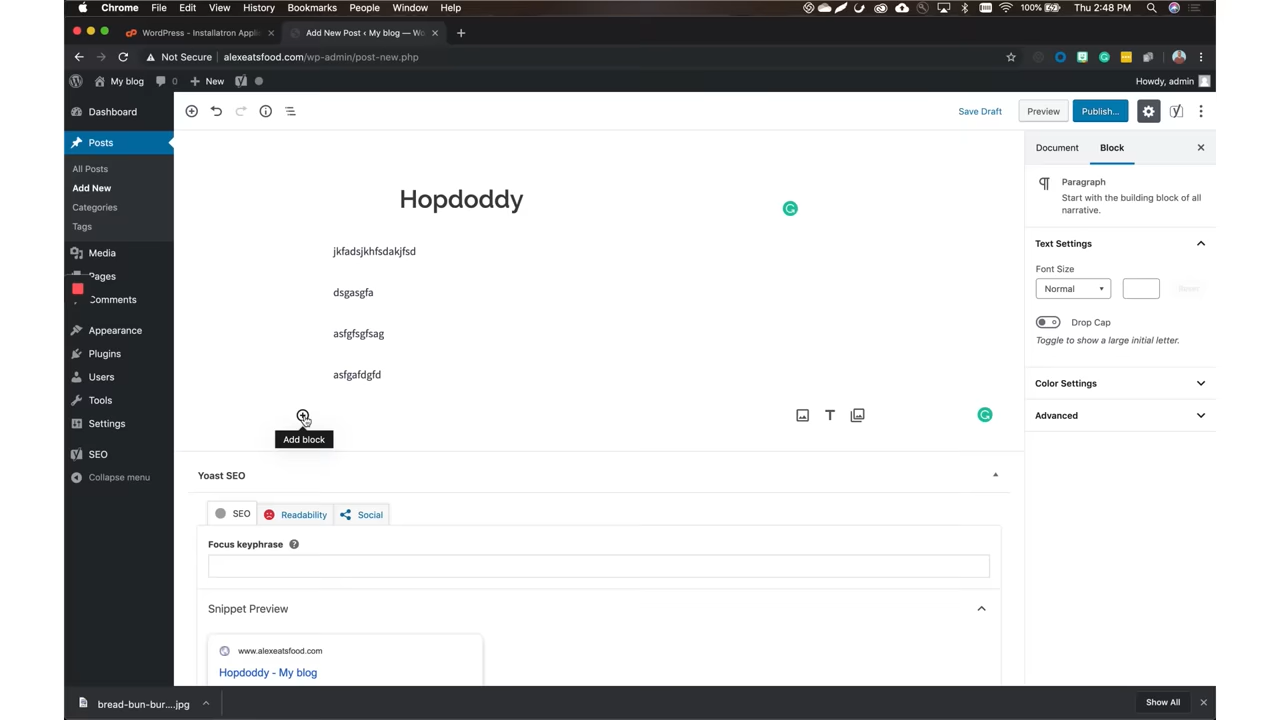 Chrome File Edit View History Bookmarks People Window Help 100% Thu 2:48 PM
WordPress - Installatron Appli × Add New Post ‹ My blog — Wo × +
Not Secure alexeatsfood.com/wp-admin/post-new.php
My blog 0 + New Howdy, admin
Dashboard
Posts
All Posts
Add New
Categories
Tags
Media
Pages
Comments
Appearance
Plugins
Users
Tools
Settings
SEO
Collapse menu
Save Draft Preview Publish...
Hopdoddy
jkfadsjkhfsdakjfsd
dsgasgfa
asfgfsgfsag
asfgafdgfd
Add block
Document Block
Paragraph
Start with the building block of all
narrative.
Text Settings
Font Size
Normal Reset
Drop Cap
Toggle to show a large initial letter.
Color Settings
Advanced
Yoast SEO
SEO Readability Social
Focus keyphrase
Snippet Preview
www.alexeatsfood.com
Hopdoddy - My blog
bread-bun-bur....jpg Show All